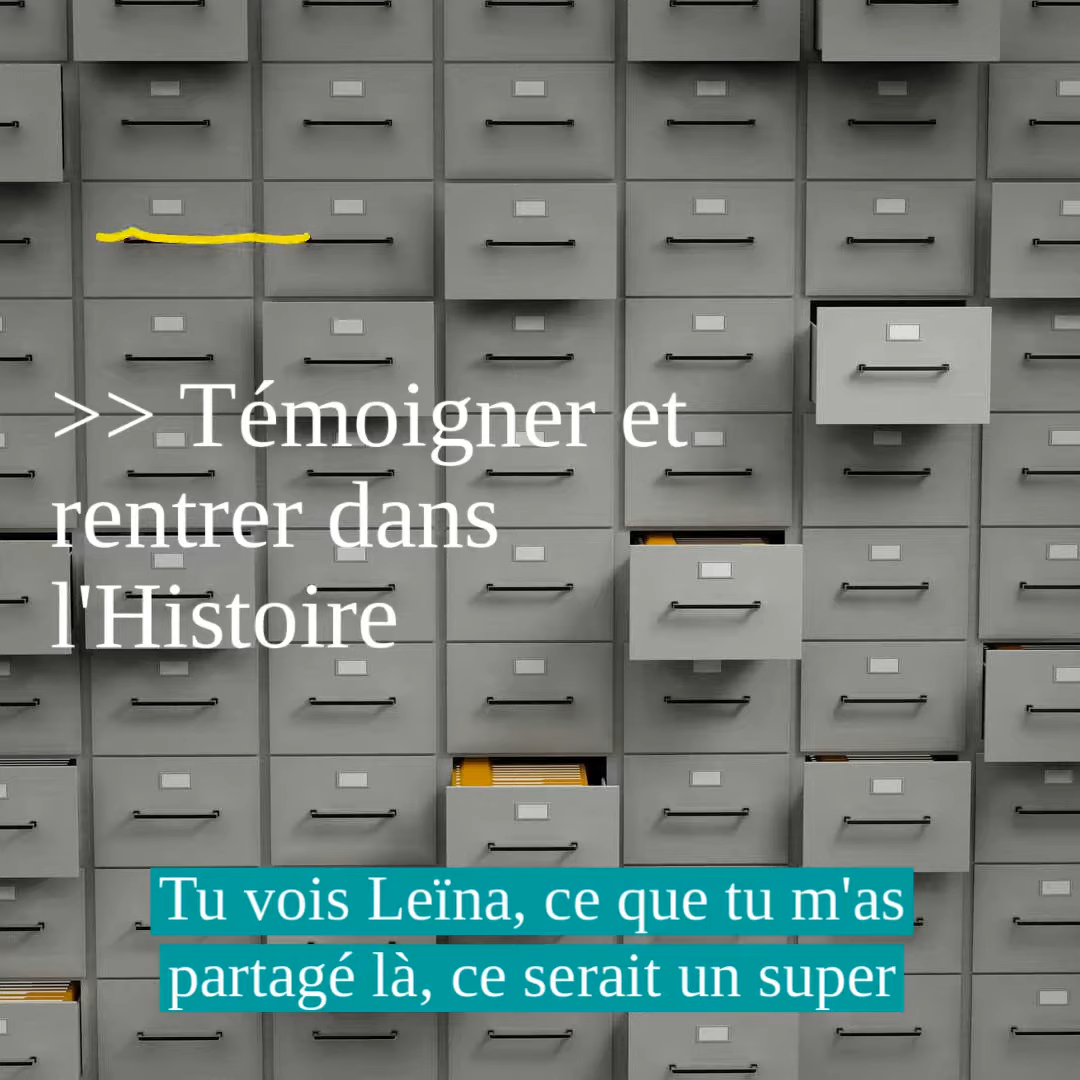 >> Témoigner et
rentrer dans
l'Histoire
Tu vois Leïna, ce que tu m'as
partagé là, ce serait un super